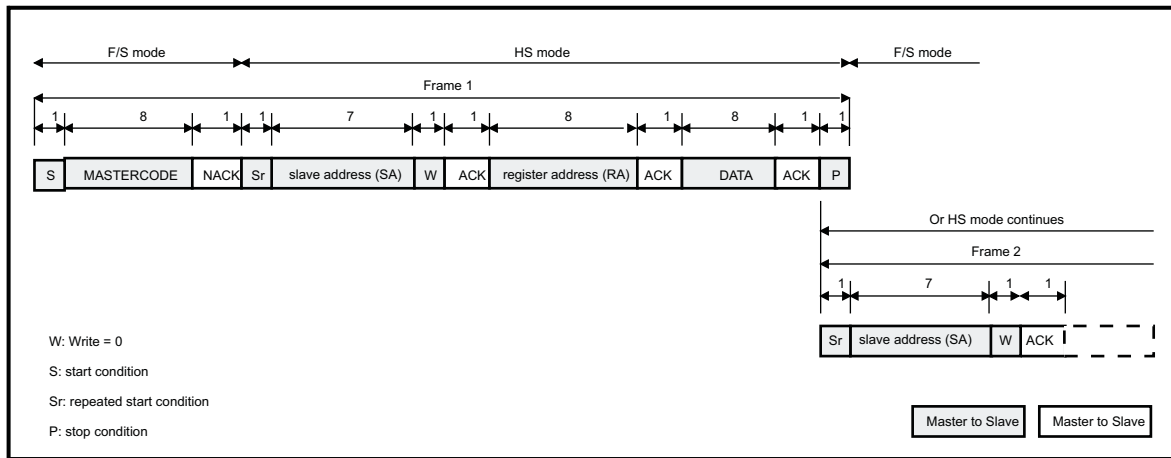 F/S mode HS mode F/S mode
Frame 1
1 8 1 1 7 1 1 8 1 8 1 1
S MASTERCODE NACK Sr slave address (SA) W ACK register address (RA) ACK DATA ACK P
Or HS mode continues
Frame 2
1 7 1 1
Sr slave address (SA) W ACK
W: Write = 0
S: start condition
Sr: repeated start condition
P: stop condition
Master to Slave Master to Slave